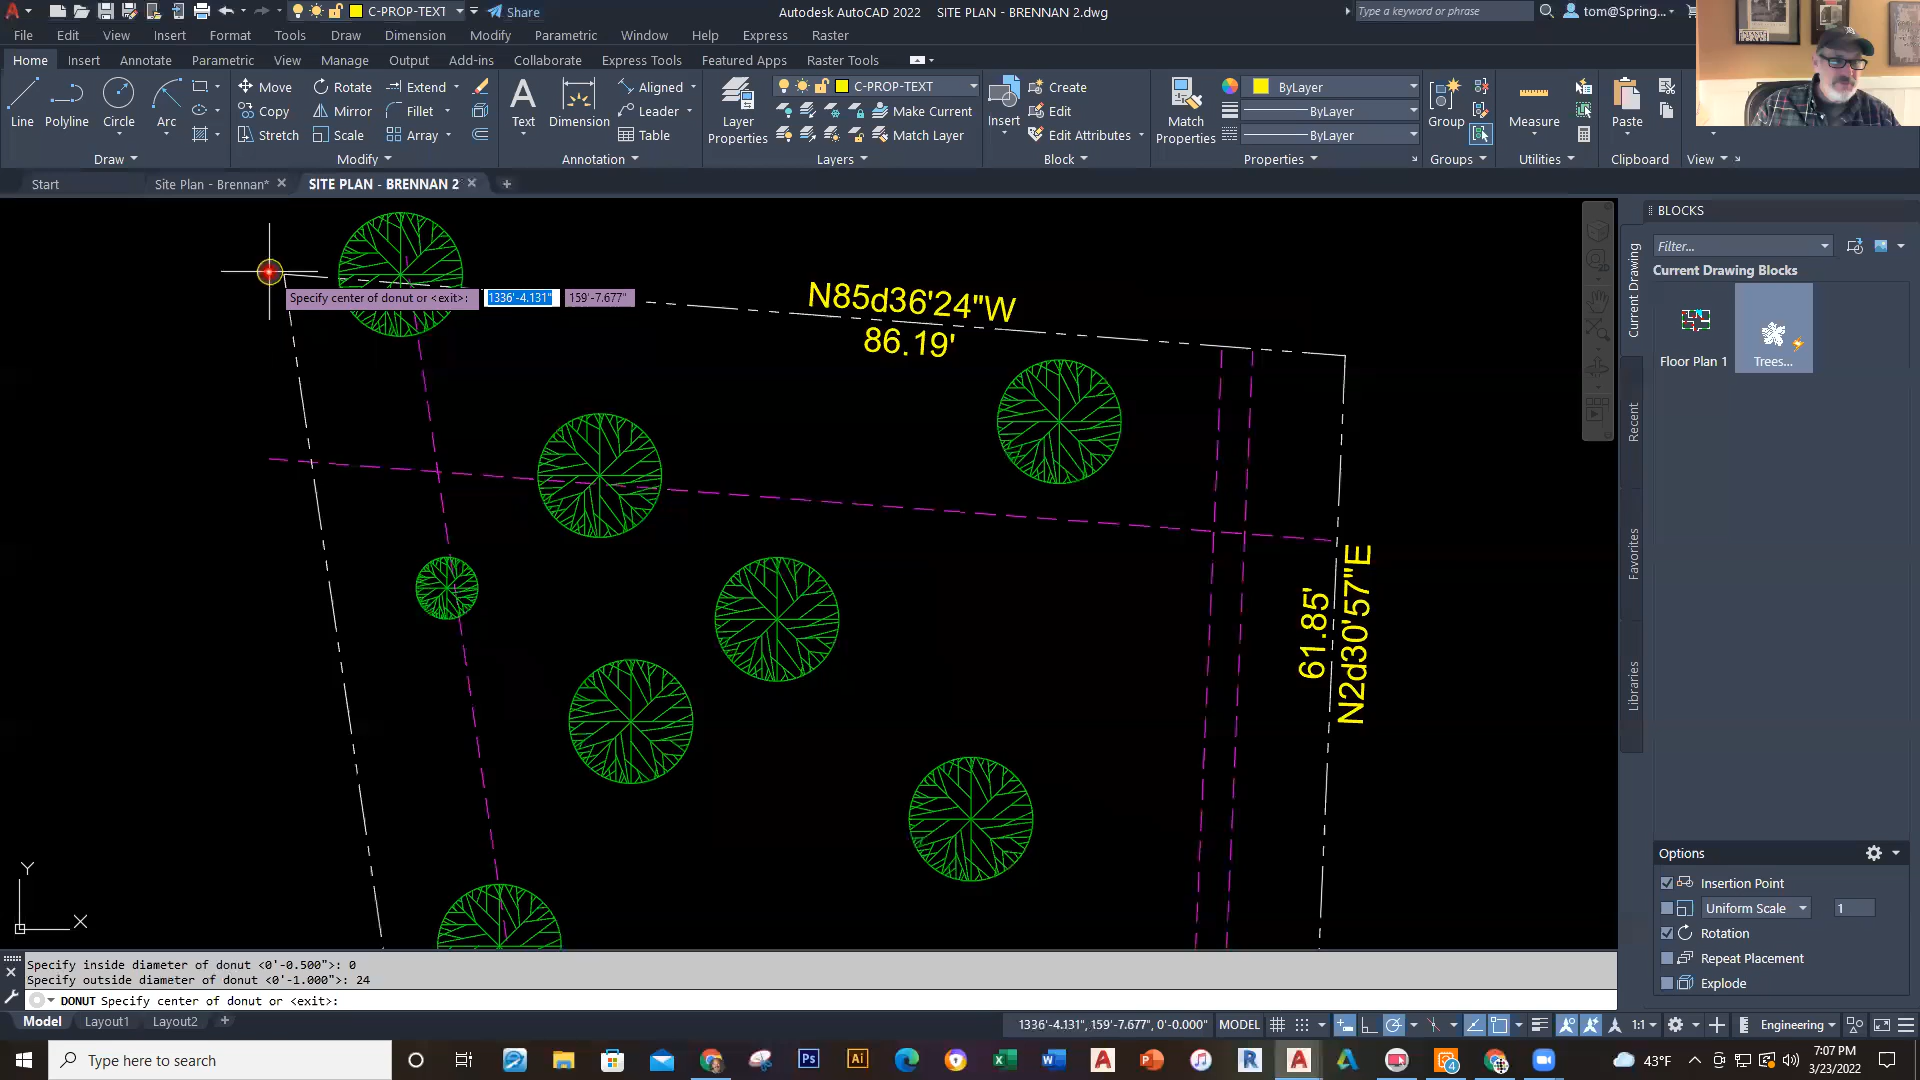 C-PROP-TEXT
Share
Autodesk AutoCAD 2022 SITE PLAN - BRENNAN 2.dwg
Type a keyword or phrase
tom@Spring...
File Edit View Insert Format Tools Draw Dimension Modify Parametric Window Help Express Raster
Home Insert Annotate Parametric View Manage Output Add-ins Collaborate Express Tools Featured Apps Raster Tools
Line
Polyline
Circle
Arc
Draw
Move
Rotate
Extend
Copy
Mirror
Fillet
Stretch
Scale
Array
Modify
Text
Dimension
Aligned
Leader
Table
Annotation
Layer
Properties
C-PROP-TEXT
Make Current
Match Layer
Layers
Insert
Create
Edit
Edit Attributes
Block
Match
Properties
ByLayer
ByLayer
ByLayer
Properties
Group
Groups
Measure
Utilities
Paste
Clipboard
View
Start
Site Plan - Brennan*
SITE PLAN - BRENNAN 2
Specify center of donut or <exit>: 1336'-4.131" 159'-7.677"
N85d36'24"W
86.19'
61.85'
N2d30'57"E
Y
X
BLOCKS
Filter...
Current Drawing Blocks
Floor Plan 1
Trees...
Current Drawing
Recent
Favorites
Libraries
Options
Insertion Point
Uniform Scale 1
Rotation
Repeat Placement
Explode
Specify inside diameter of donut <0'-0.500">: 0
Specify outside diameter of donut <0'-1.000">: 24
DONUT Specify center of donut or <exit>:
Model Layout1 Layout2
1336'-4.131", 159'-7.677", 0'-0.000" MODEL
1:1
Engineering
Type here to search
43°F
7:07 PM
3/23/2022